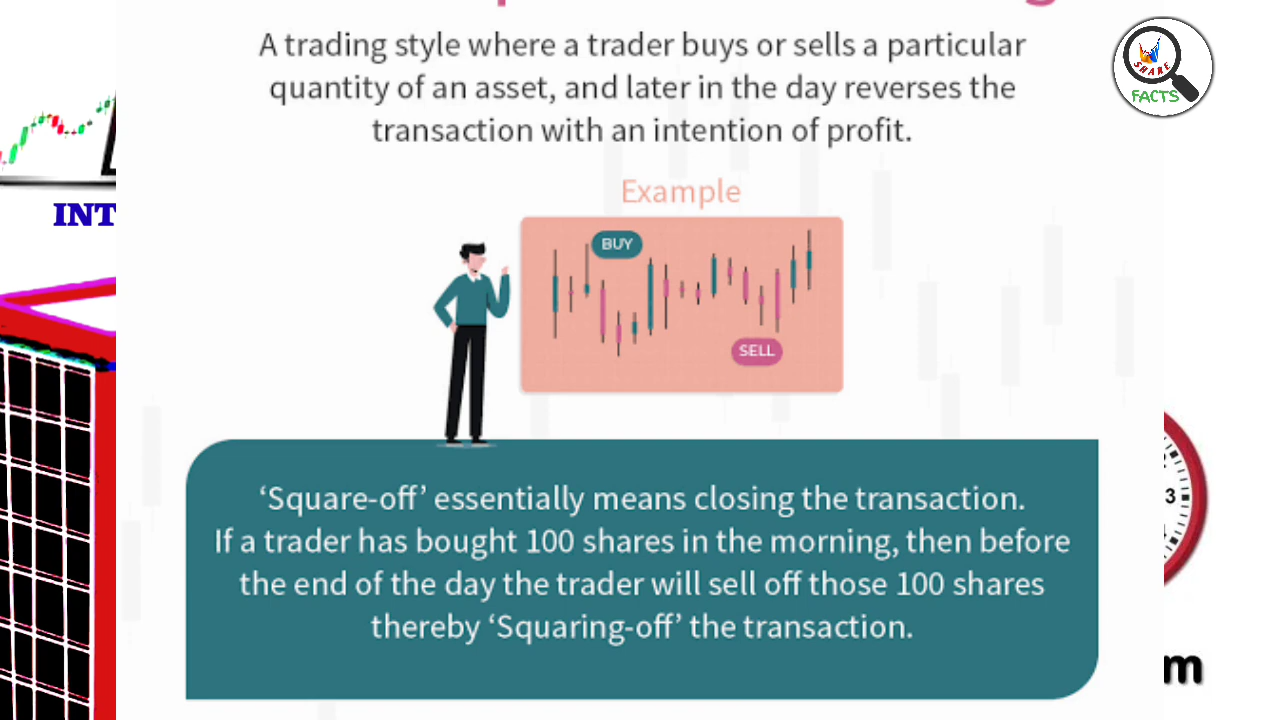 A trading style where a trader buys or sells a particular
quantity of an asset, and later in the day reverses the
transaction with an intention of profit.
SHARE
FACTS
Example
BUY
INT
SELL
3
‘Square-off’ essentially means closing the transaction.
If a trader has bought 100 shares in the morning, then before
the end of the day the trader will sell off those 100 shares
thereby ‘Squaring-off’ the transaction.
m